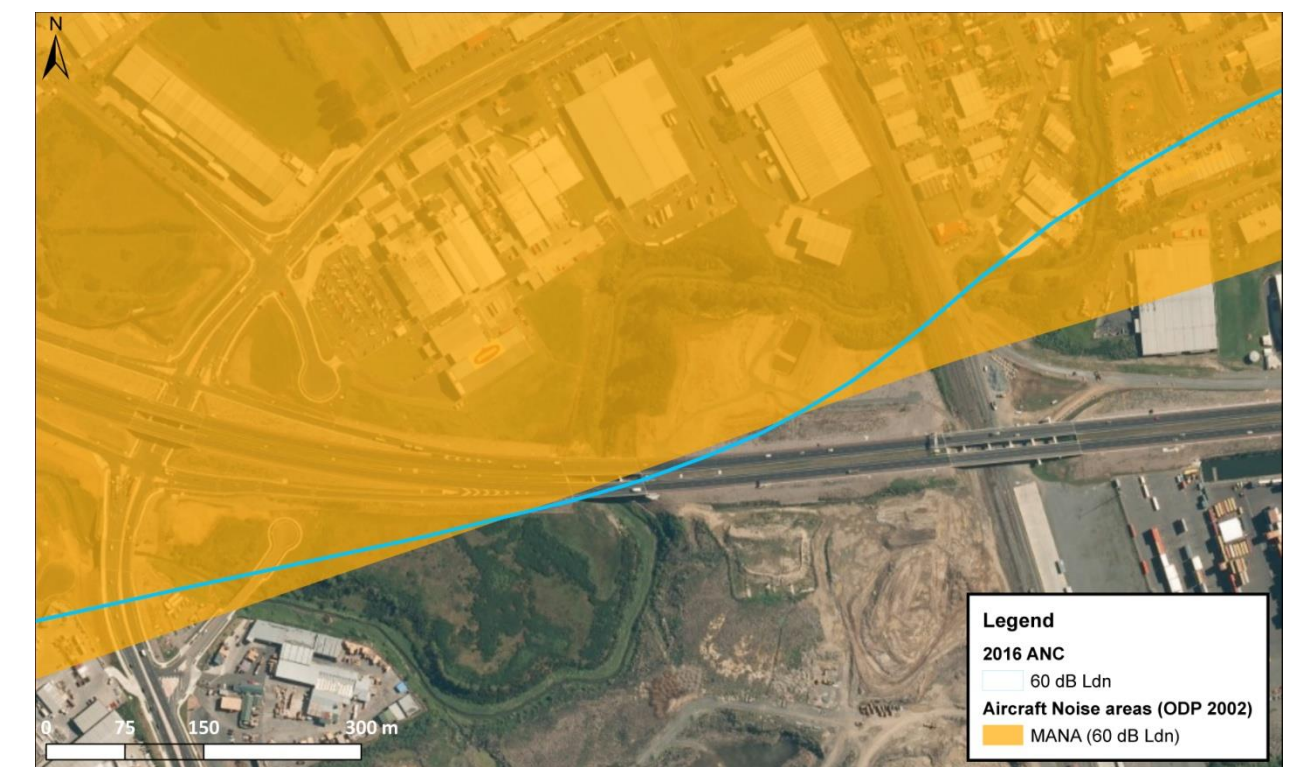 N
0 75 150 300 m
Legend
2016 ANC
60 dB Ldn
Aircraft Noise areas (ODP 2002)
MANA (60 dB Ldn)